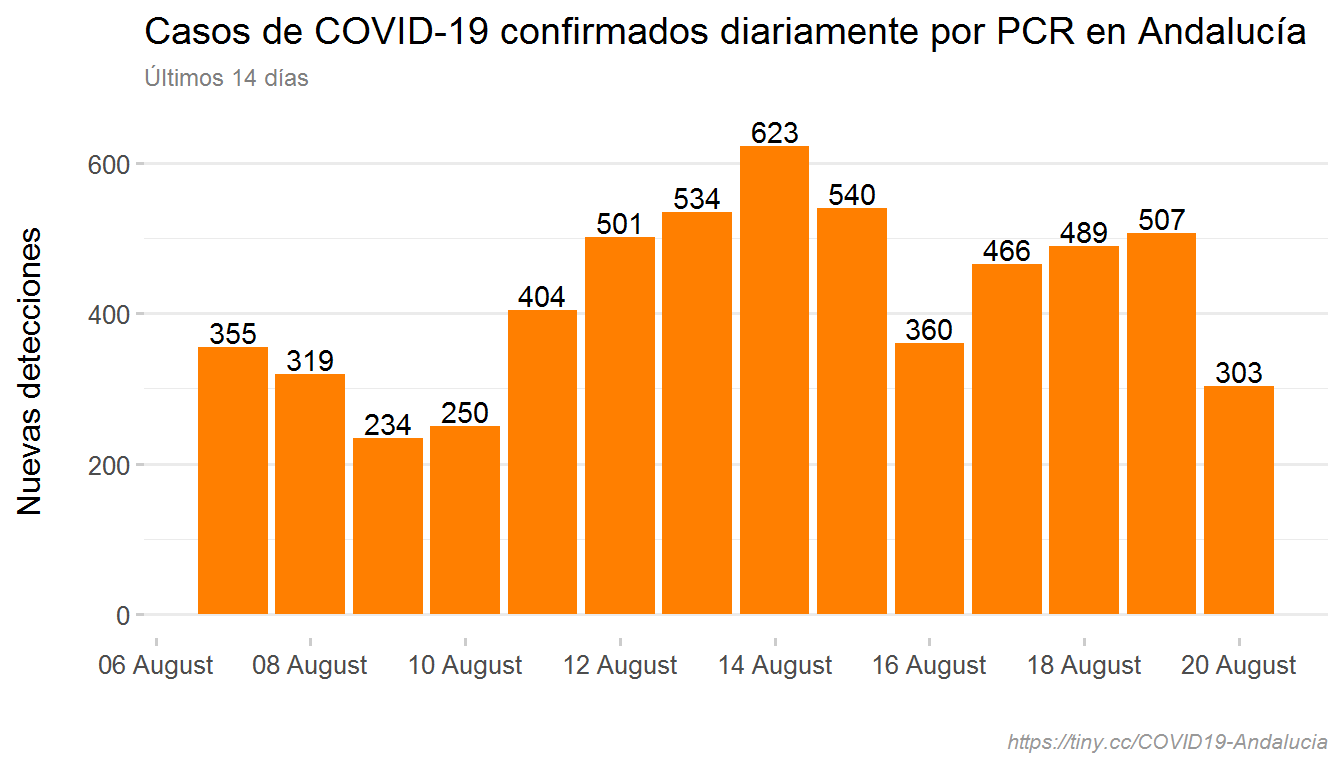 Casos de COVID-19 confirmados diariamente por PCR en Andalucía
Últimos 14 días
Nuevas detecciones
600
400
200
0
355
319
234
250
404
501
534
623
540
360
466
489
507
303
06 August
08 August
10 August
12 August
14 August
16 August
18 August
20 August
https://tiny.cc/COVID19-Andalucia